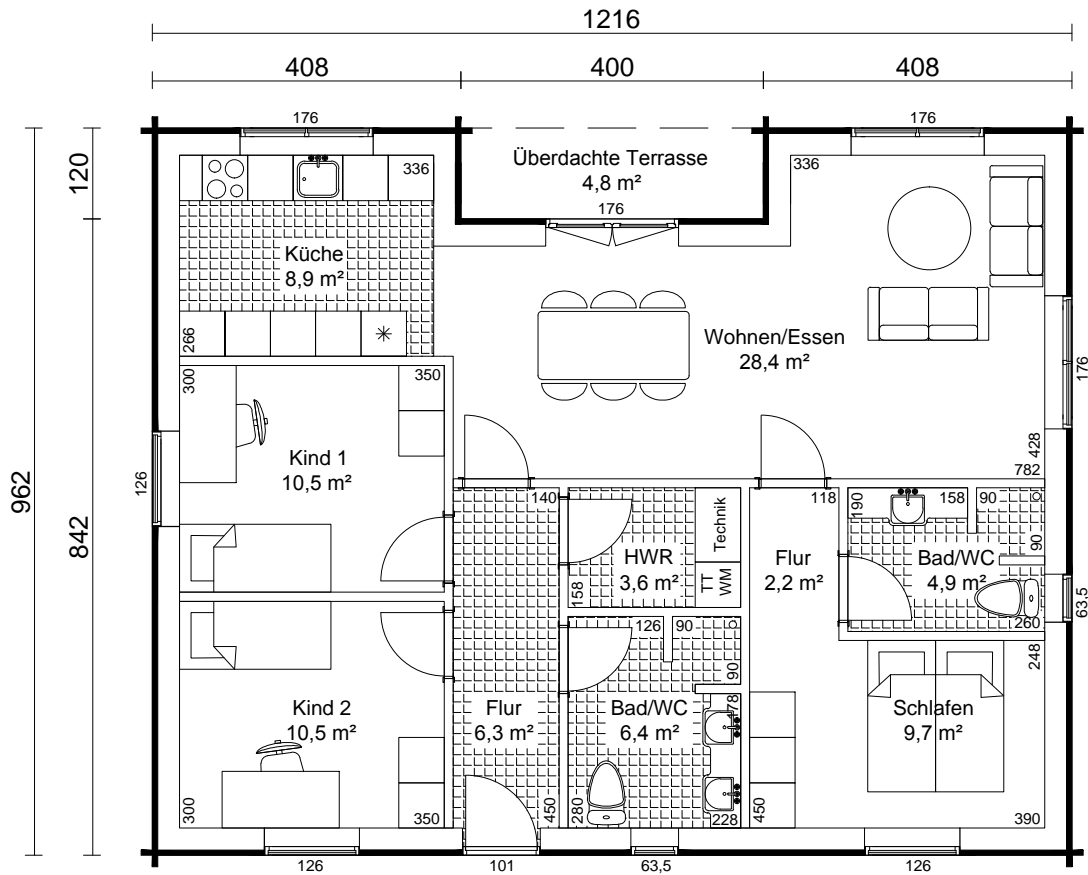 1216
408
400
408
176
176
120
Überdachte Terrasse
4,8 m²
336
336
176
Küche
8,9 m²
266
Wohnen/Essen
28,4 m²
176
300
350
428
782
Kind 1
10,5 m²
126
962
842
140
118
190
158
90
90
Technik
HWR
3,6 m²
TT
WM
158
Flur
2,2 m²
Bad/WC
4,9 m²
260
63,5
126
90
90
248
178
Kind 2
10,5 m²
Flur
6,3 m²
Bad/WC
6,4 m²
Schlafen
9,7 m²
300
350
450
280
228
450
390
126
101
63,5
126